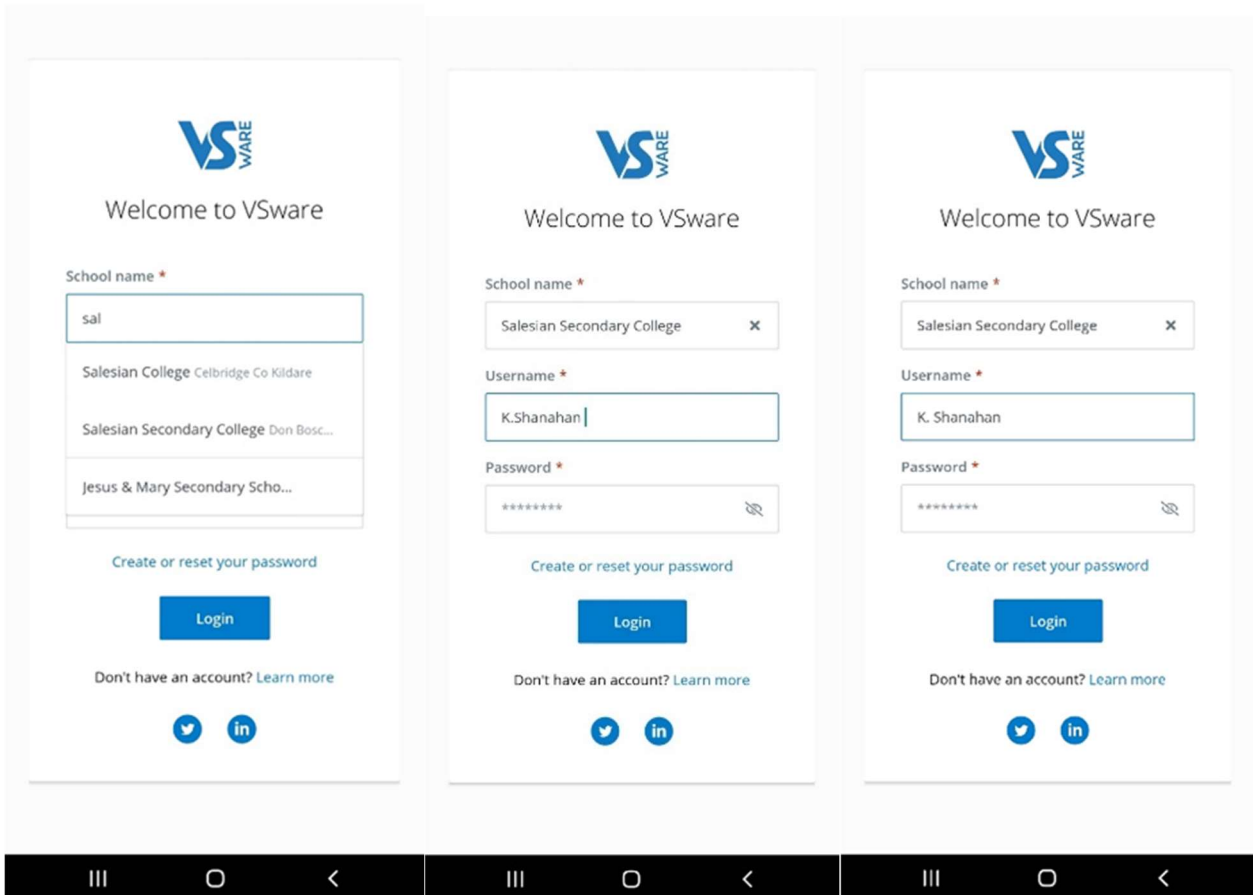 VS WARE
Welcome to VSware
School name *
sal
Salesian College Celbridge Co Kildare
Salesian Secondary College Don Bosc...
Jesus & Mary Secondary Scho...
Create or reset your password
Login
Don't have an account? Learn more
in
VS WARE
Welcome to VSware
School name *
Salesian Secondary College ×
Username *
K.Shanahan
Password *
********
Create or reset your password
Login
Don't have an account? Learn more
in
VS WARE
Welcome to VSware
School name *
Salesian Secondary College ×
Username *
K. Shanahan
Password *
********
Create or reset your password
Login
Don't have an account? Learn more
in